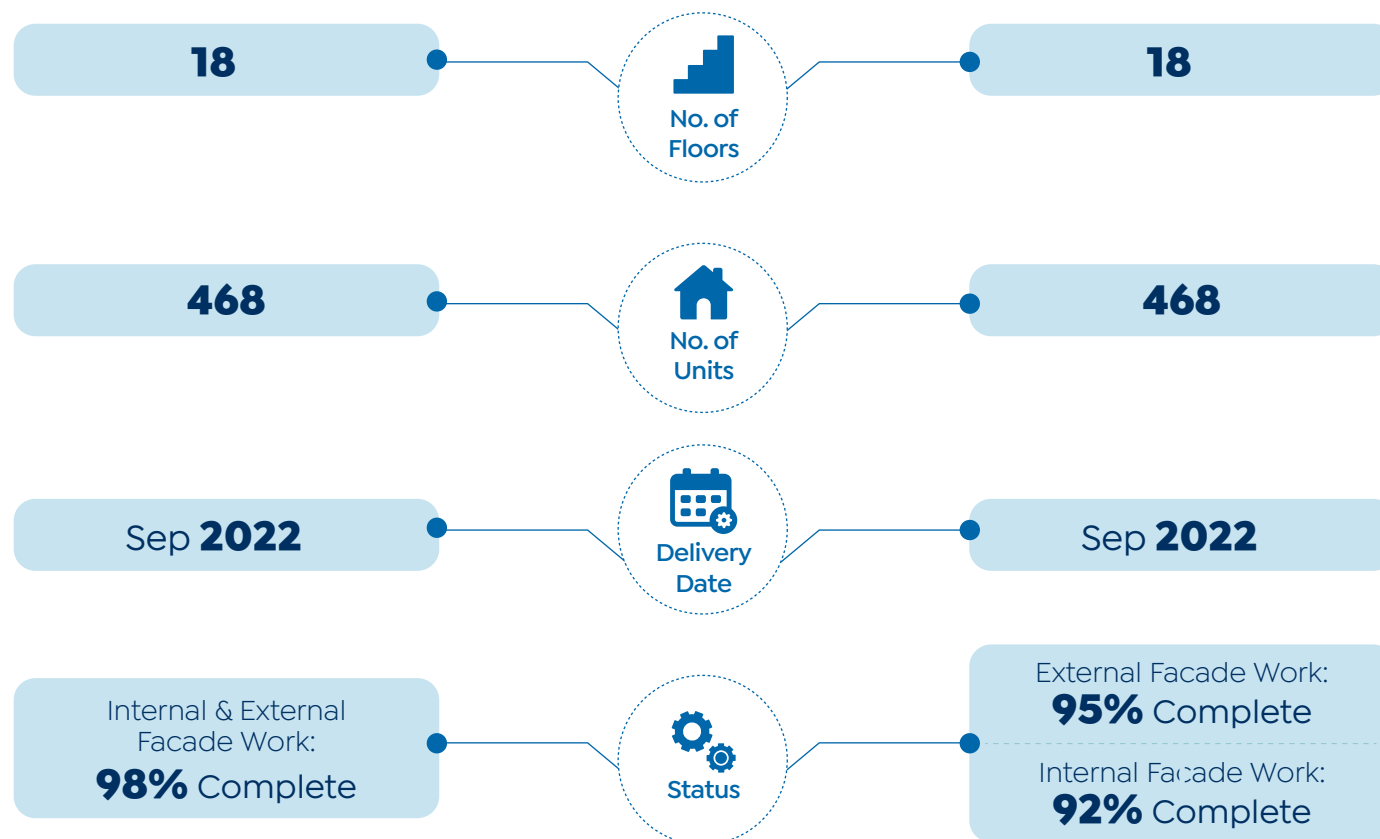 18
No. of
Floors
18
468
No. of
Units
468
Sep 2022
Delivery
Date
Sep 2022
Internal & External
Facade Work:
98% Complete
Status
External Facade Work:
95% Complete
Internal Facade Work:
92% Complete